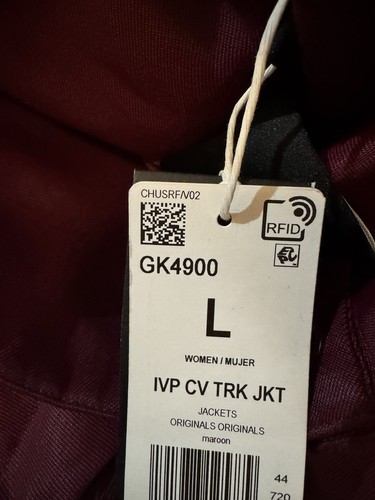 CHUSRF/V02
RFID
GK4900
L
WOMEN / MUJER
IVP CV TRK JKT
JACKETS
ORIGINALS ORIGINALS
maroon
44
720